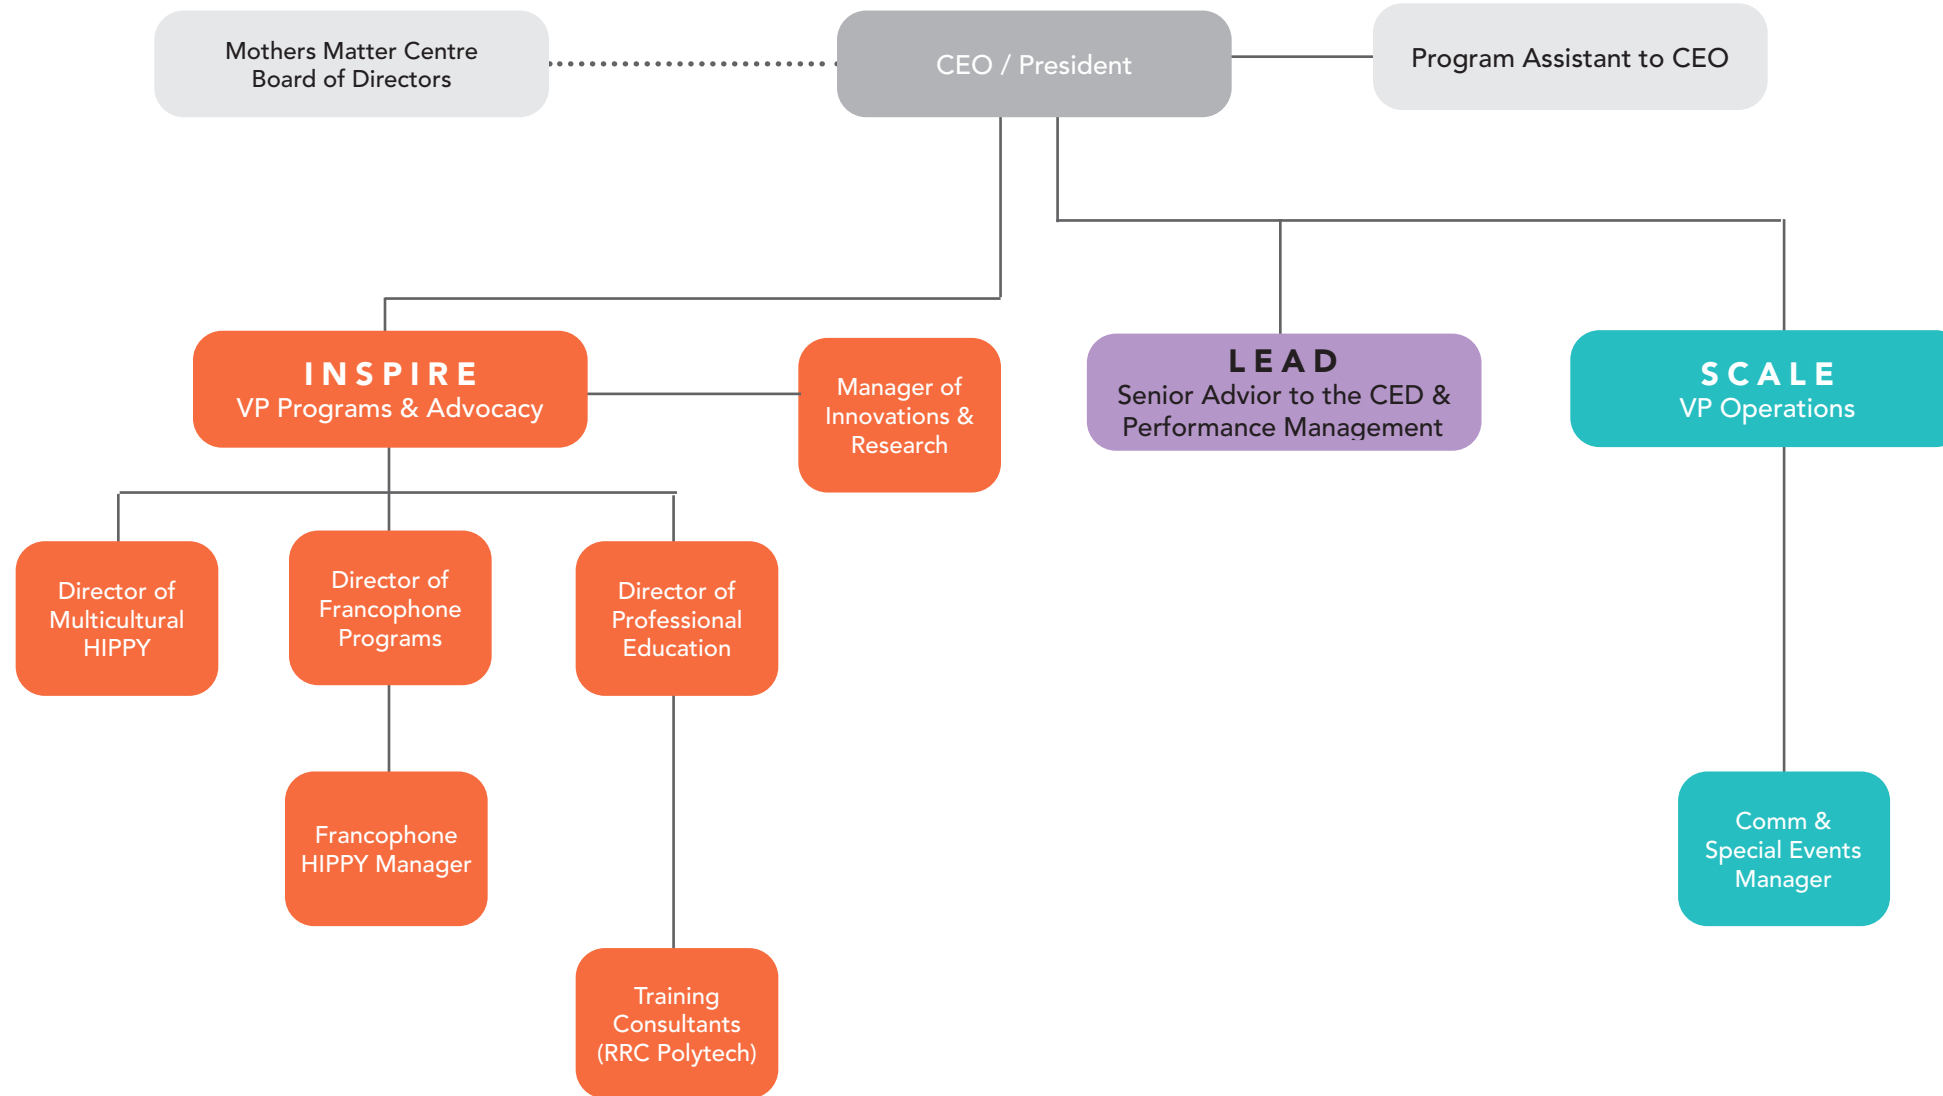 Mothers Matter Centre
Board of Directors
CEO / President
Program Assistant to CEO
INSPIRE
VP Programs & Advocacy
Manager of
Innovations &
Research
LEAD
Senior Advior to the CED &
Performance Management
SCALE
VP Operations
Director of
Multicultural
HIPPY
Director of
Francophone
Programs
Director of
Professional
Education
Francophone
HIPPY Manager
Comm &
Special Events
Manager
Training
Consultants
(RRC Polytech)